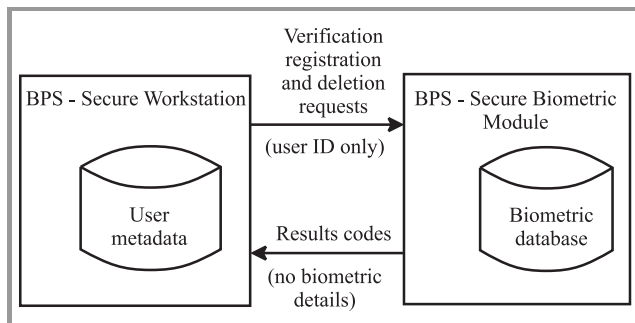 BPS - Secure Workstation
User
metadata
Verification
registration
and deletion
requests
(user ID only)
Results codes
(no biometric
details)
BPS - Secure Biometric
Module
Biometric
database